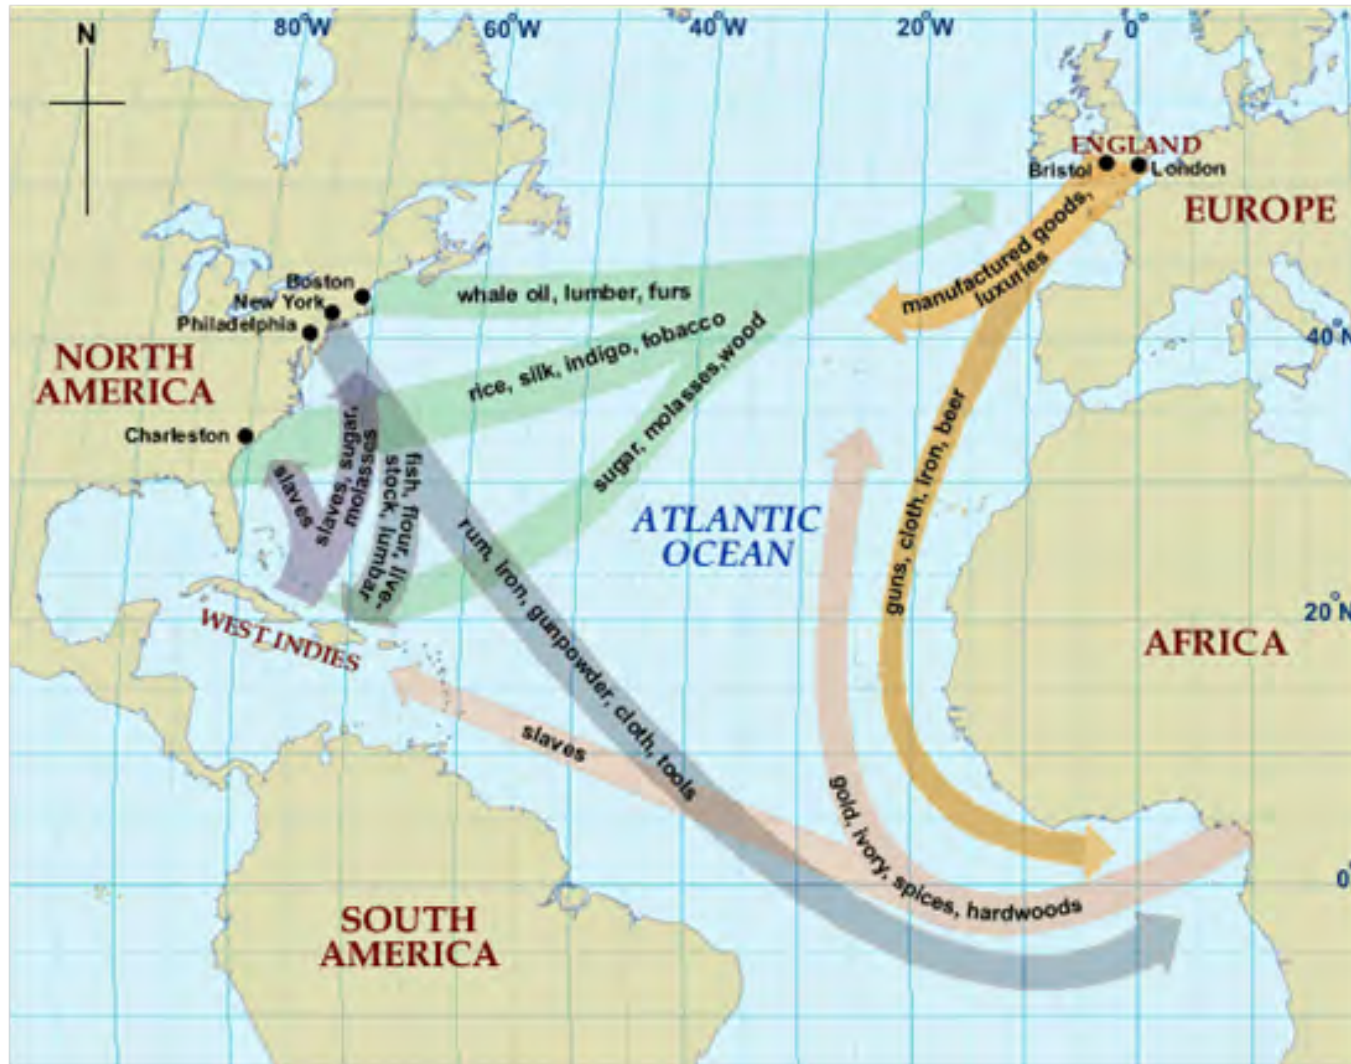 N
80°W
60°W
40°W
20°W
0°
ENGLAND
Bristol
London
EUROPE
manufactured goods,
luxuries
Boston
New York
Philadelphia
whale oil, lumber, furs
40°N
NORTH
AMERICA
rice, silk, indigo, fobacco
sugar, molasses,wood
Charleston
slaves
slaves, sugar,
molasses
fish, flour, live-
stock, lumbar
guns, cloth, iron, beer
ATLANTIC
OCEAN
rum, iron, gunpowder, cloth, tools
WEST INDIES
20°N
AFRICA
slaves
gold, ivory, spices, hardwoods
0°
SOUTH
AMERICA